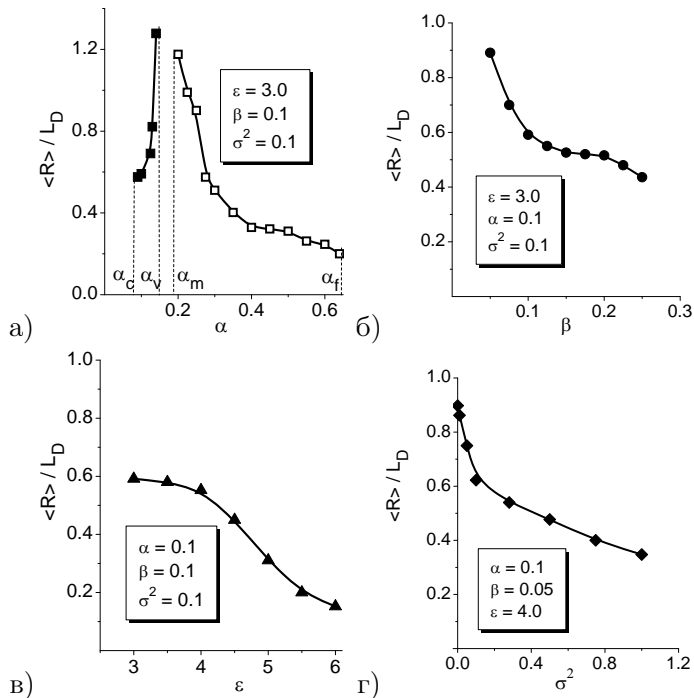 1.2
0.8
0.4
0.0
<R> / L_D
ε = 3.0
β = 0.1
σ² = 0.1
α_c α_v α_m α_f
0.2 0.4 0.6
α
а)
1.0
0.8
0.6
0.4
0.2
<R> / L_D
ε = 3.0
α = 0.1
σ² = 0.1
0.1 0.2 0.3
β
б)
1.0
0.8
0.6
0.4
0.2
<R> / L_D
α = 0.1
β = 0.1
σ² = 0.1
3 4 5 6
ε
в)
1.0
0.8
0.6
0.4
0.2
<R> / L_D
α = 0.1
β = 0.05
ε = 4.0
0.0 0.4 0.8 1.2
σ²
г)